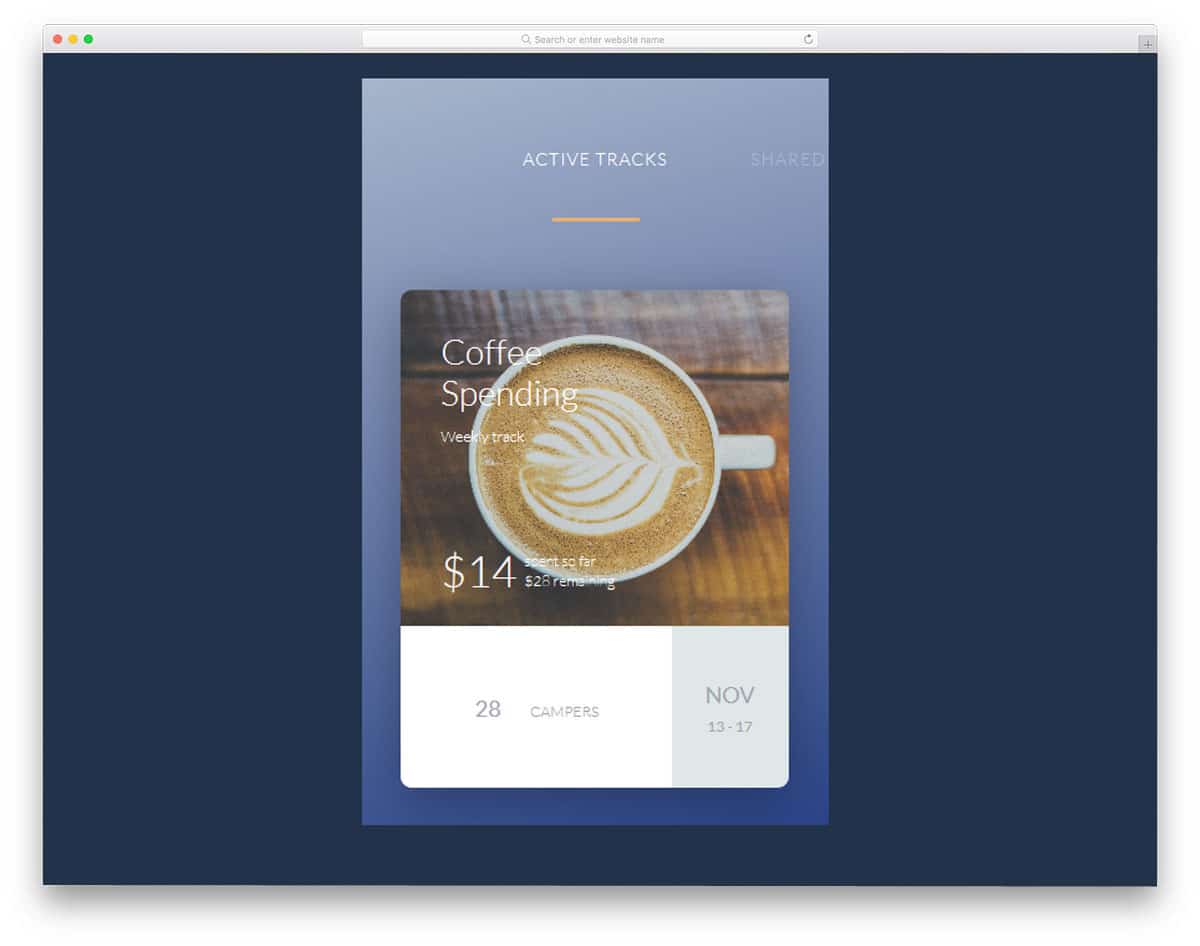 Search or enter website name
ACTIVE TRACKS
SHARED
Coffee
Spending
Weekly track
$14
spent so far
$28 remaining
28 CAMPERS
NOV
13 - 17